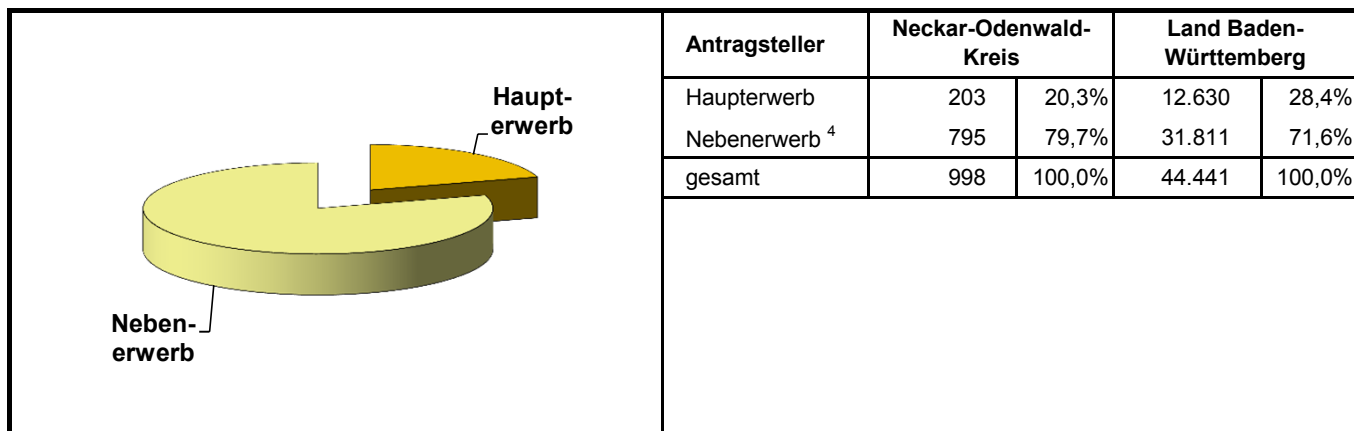 Haupt-
erwerb
Neben-
erwerb
Antragsteller Neckar-Odenwald- Land Baden-
Kreis Württemberg
Haupterwerb 203 20,3% 12.630 28,4%
Nebenerwerb 4 795 79,7% 31.811 71,6%
gesamt 998 100,0% 44.441 100,0%